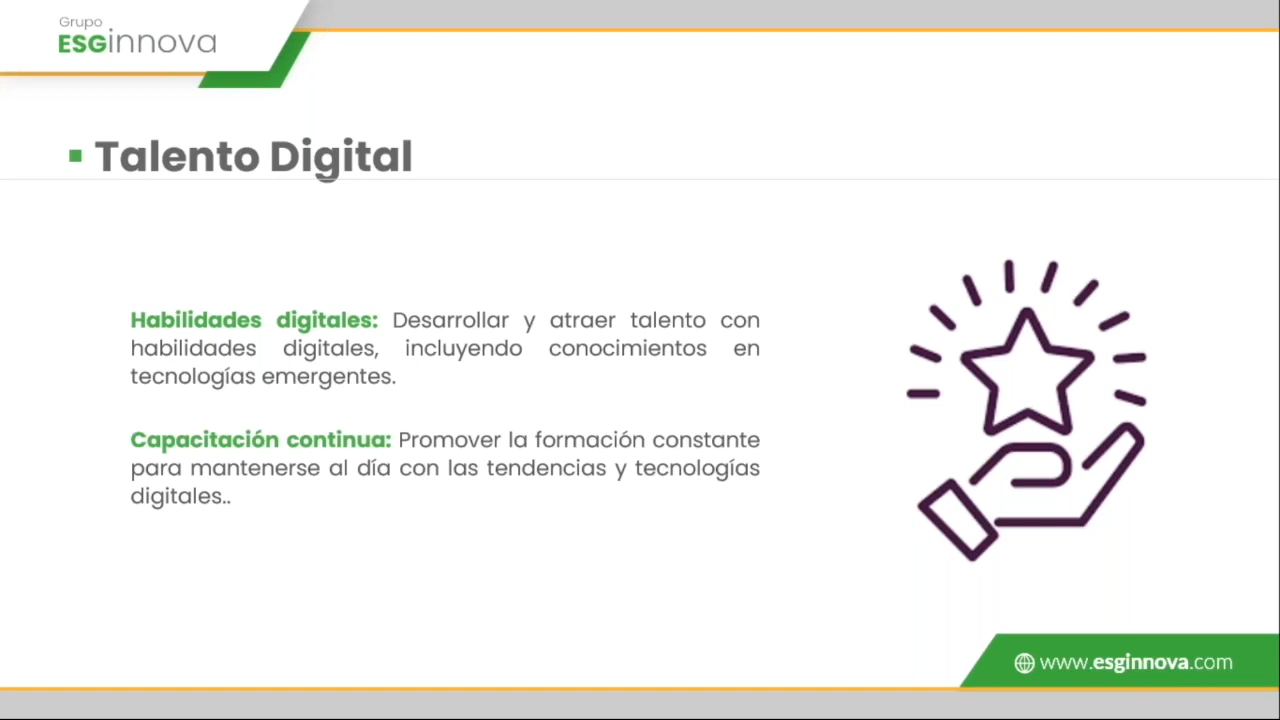 Grupo
ESGinnova
▪ Talento Digital
Habilidades digitales: Desarrollar y atraer talento con
habilidades digitales, incluyendo conocimientos en
tecnologías emergentes.
Capacitación continua: Promover la formación constante
para mantenerse al día con las tendencias y tecnologías
digitales..
www.esginnova.com